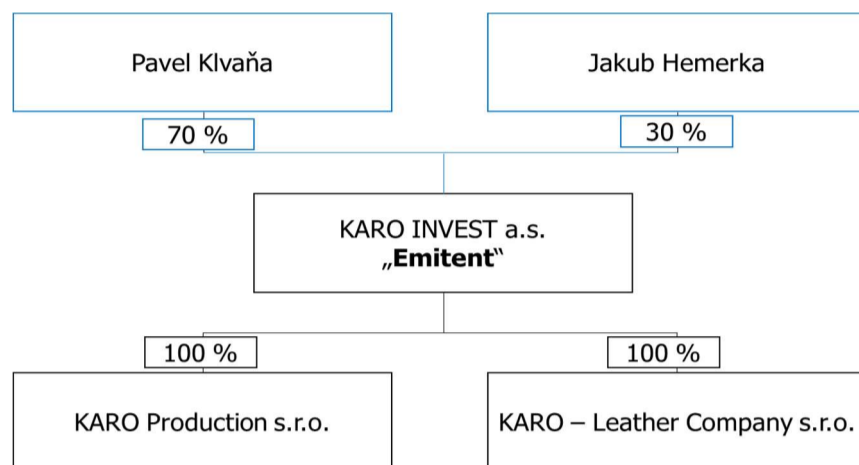 Pavel Klvaňa
Jakub Hemerka
70 %
30 %
KARO INVEST a.s.
„Emitent“
100 %
100 %
KARO Production s.r.o.
KARO – Leather Company s.r.o.